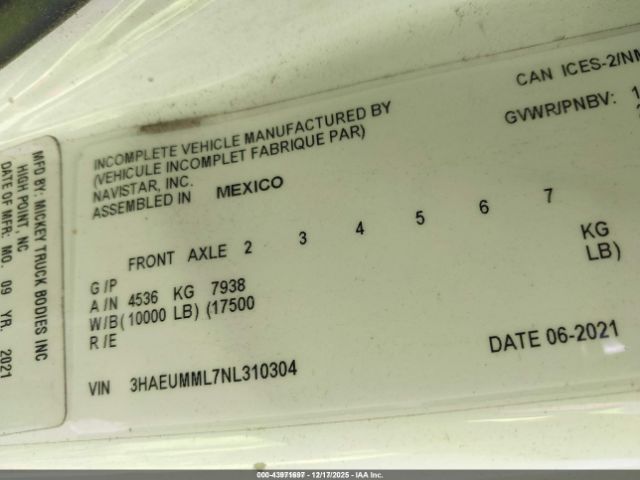 MFD BY: MICKEY TRUCK BODIES INC
HIGH POINT, NC
DATE OF MFR: MO. 09 YR. 2021
INCOMPLETE VEHICLE MANUFACTURED BY
(VEHICULE INCOMPLET FABRIQUE PAR)
NAVISTAR, INC.
ASSEMBLED IN MEXICO
CAN ICES-2/NM
GVWR/PNBV: 1
FRONT AXLE 2 3 4 5 6 7
G/P
A/N 4536 KG 7938 KG
W/B (10000 LB) (17500 LB)
R/E
VIN 3HAEUMML7NL310304
DATE 06-2021
000-43971697 - 12/17/2025 - IAA Inc.